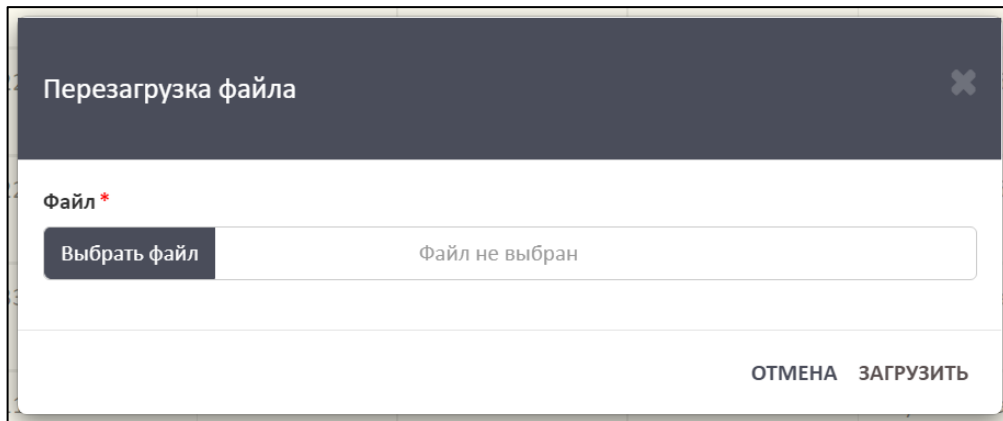 Перезагрузка файла
Файл *
Выбрать файл Файл не выбран
ОТМЕНА ЗАГРУЗИТЬ